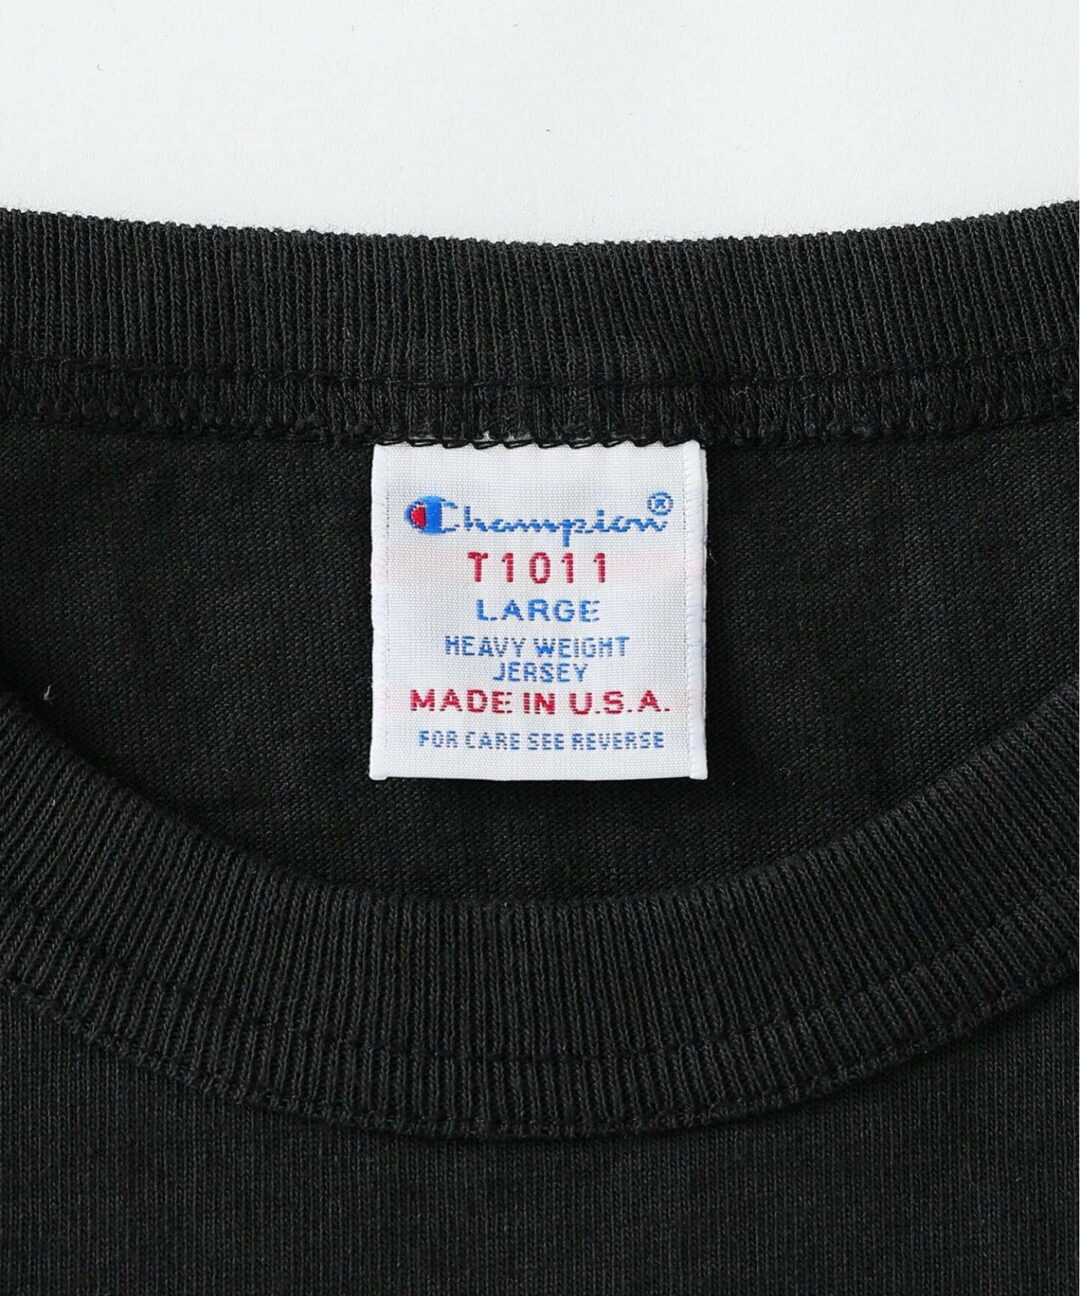 Champion®
T1011
LARGE
HEAVY WEIGHT
JERSEY
MADE IN U.S.A.
FOR CARE SEE REVERSE